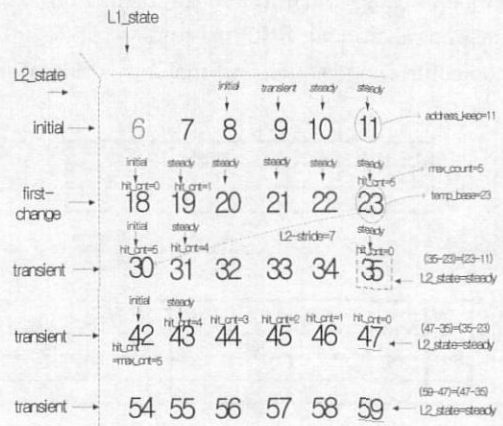 L1_state
L2_state
initial transient steady steady
initial 6 7 8 9 10 11 address_keep=11
initial steady steady steady steady steady
hit_cnt=0 hit_cnt=1 hit_cnt=5 max_count=5
first-change 18 19 20 21 22 23 temp_base=23
initial steady steady
hit_cnt=5 hit_cnt=4 L2-stride=7 hit_cnt=0
transient 30 31 32 33 34 35 (35-23)=(23-11)
L2_state=steady
initial steady
hit_cnt=4 hit_cnt=3 hit_cnt=2 hit_cnt=1 hit_cnt=0
transient 42 43 44 45 46 47 (47-35)=(35-23)
hit_cnt =max_cnt=5 L2_state=steady
transient 54 55 56 57 58 59 (59-47)=(47-35)
L2_state=steady